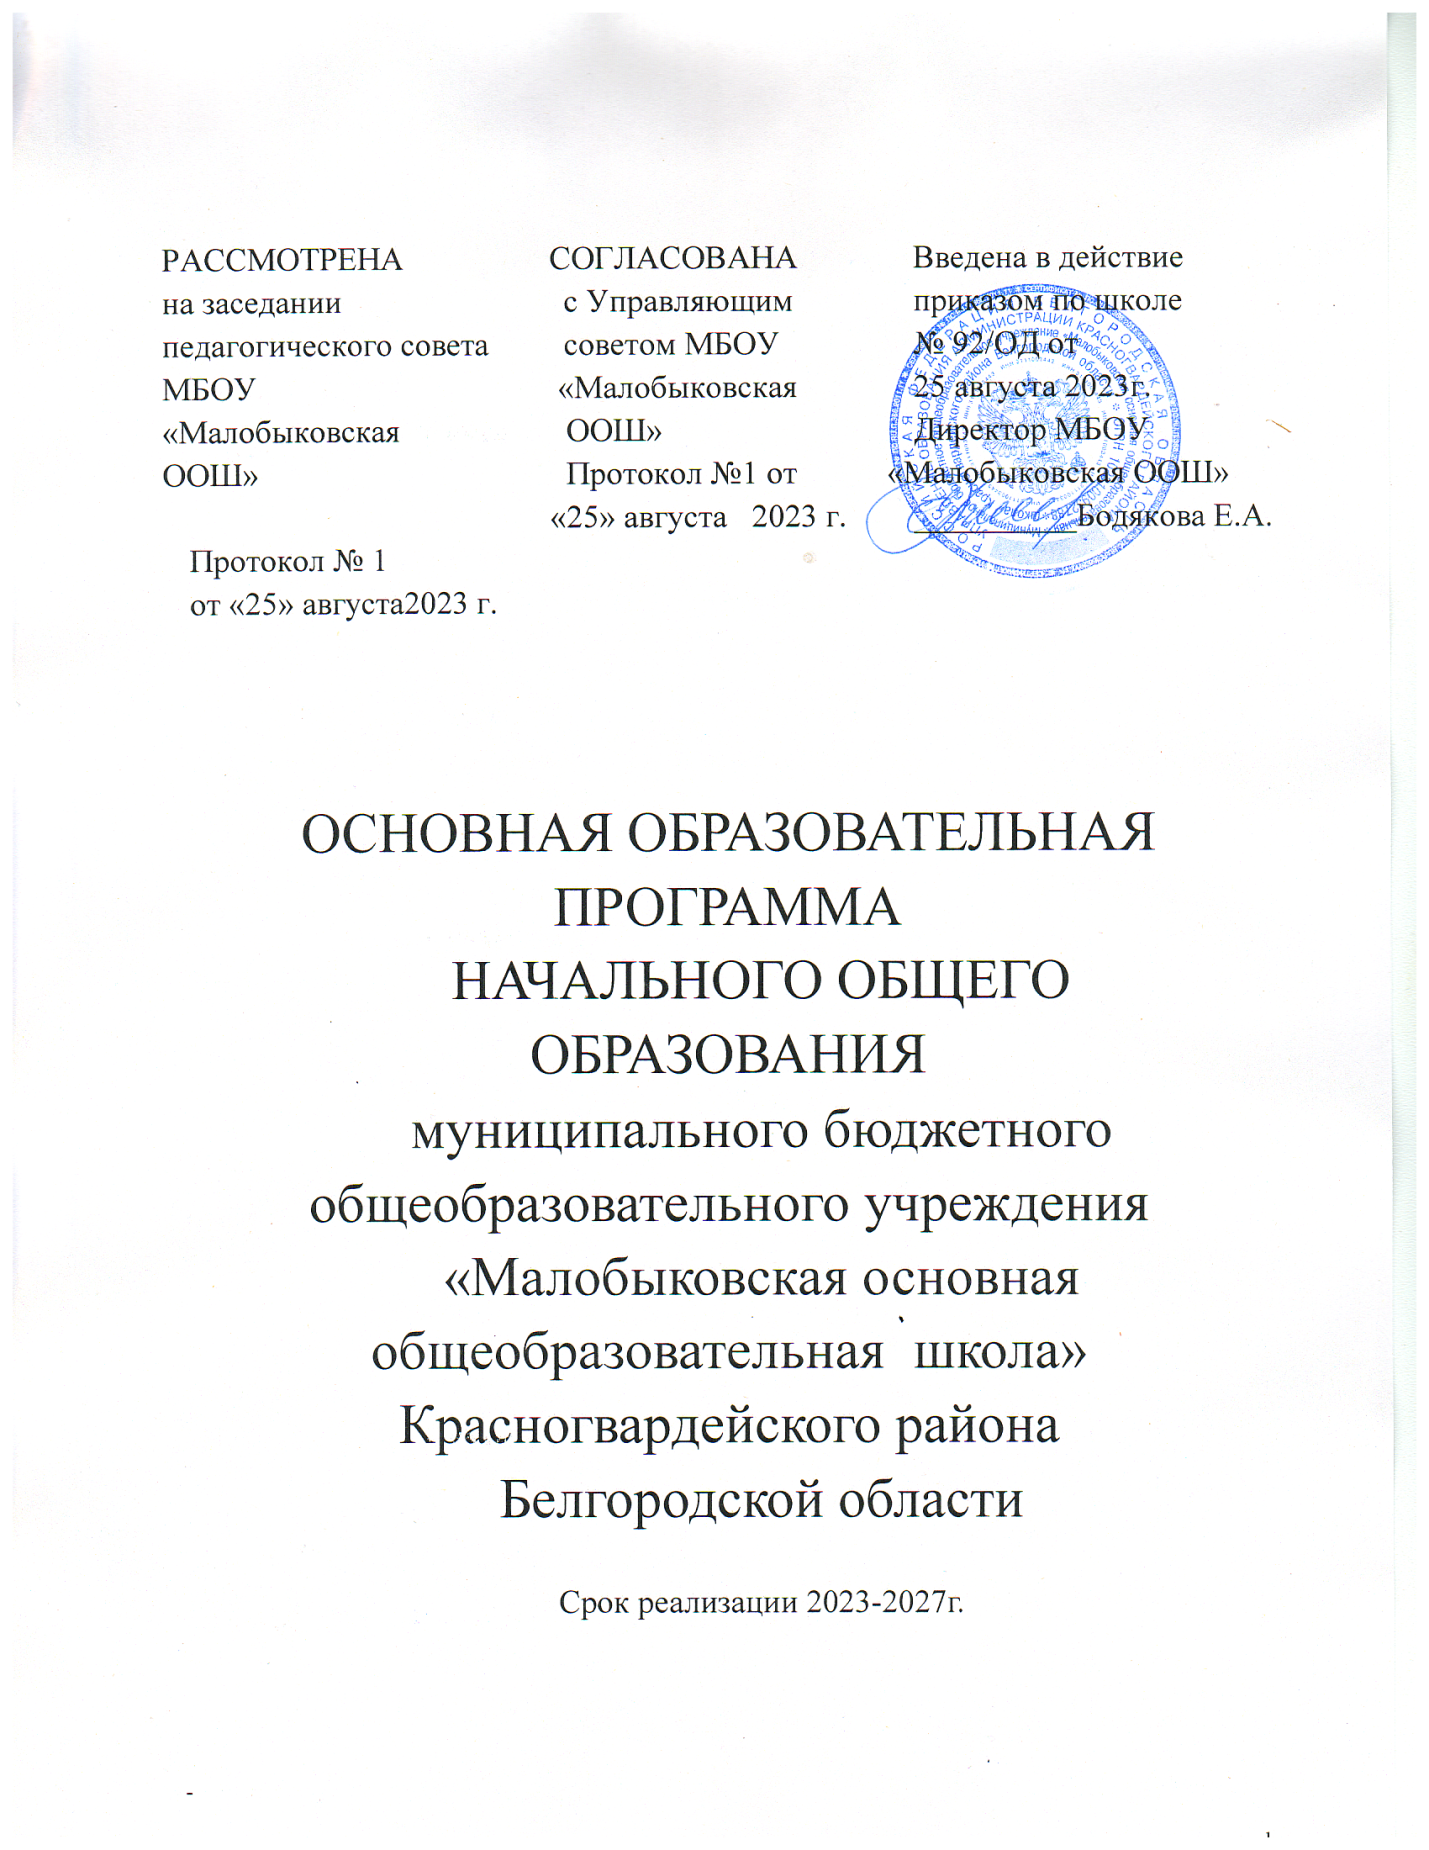 РАССМОТРЕНА
на заседании
педагогического совета
МБОУ
«Малобыковская
ООШ»
Протокол № 1
от «25» августа2023 г.
СОГЛАСОВАНА
с Управляющим
советом МБОУ
«Малобыковская
ООШ»
Протокол №1 от
«25» августа 2023 г.
Введена в действие
приказом по школе
№ 92/ОД от
25 августа 2023г.
Директор МБОУ
«Малобыковская ООШ»
__________Бодякова Е.А.
ОСНОВНАЯ ОБРАЗОВАТЕЛЬНАЯ
ПРОГРАММА
НАЧАЛЬНОГО ОБЩЕГО
ОБРАЗОВАНИЯ
муниципального бюджетного
общеобразовательного учреждения
«Малобыковская основная
общеобразовательная школа»
Красногвардейского района
Белгородской области
Срок реализации 2023-2027г.